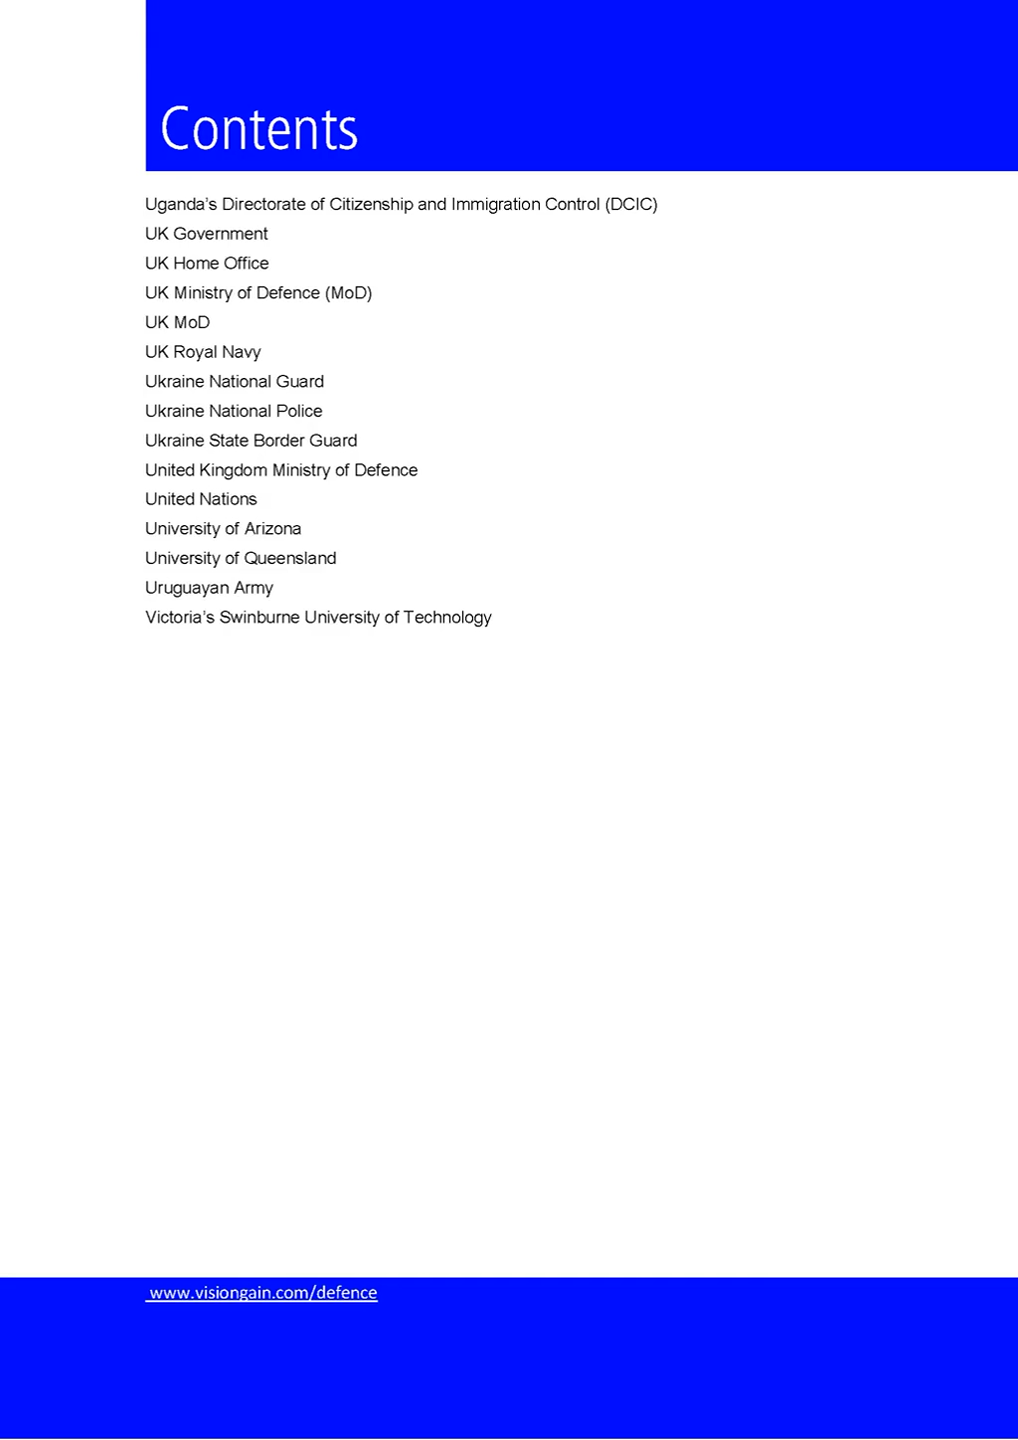 Contents
Uganda’s Directorate of Citizenship and Immigration Control (DCIC)
UK Government
UK Home Office
UK Ministry of Defence (MoD)
UK MoD
UK Royal Navy
Ukraine National Guard
Ukraine National Police
Ukraine State Border Guard
United Kingdom Ministry of Defence
United Nations
University of Arizona
University of Queensland
Uruguayan Army
Victoria’s Swinburne University of Technology
www.visiongain.com/defence